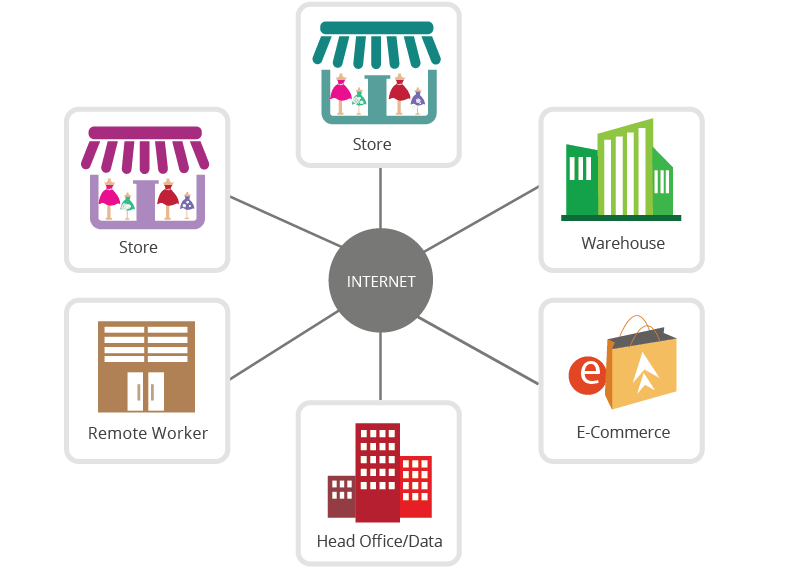 Store
Store
Warehouse
INTERNET
Remote Worker
e
E-Commerce
Head Office/Data